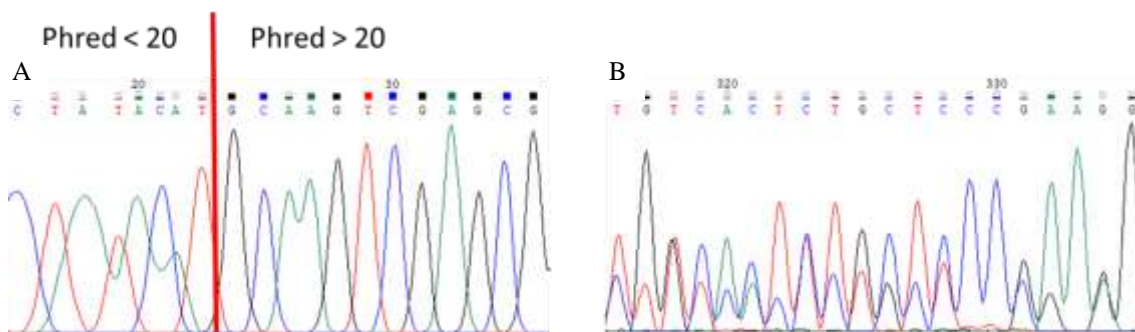 Phred < 20
Phred > 20
A
20 30
C T A T A C A T G C A A G T C G A G C G
B
320 330
T G T C A C T C T G C T C C C G A A G G